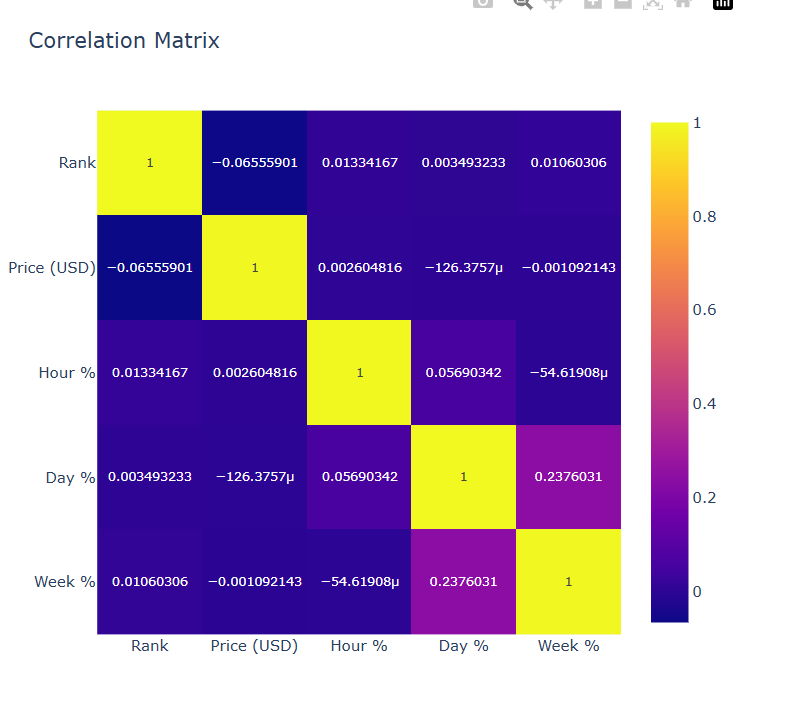 Correlation Matrix
1
Rank 1 −0.06555901 0.01334167 0.003493233 0.01060306
0.8
Price (USD) −0.06555901 1 0.002604816 −126.3757μ −0.001092143
0.6
Hour % 0.01334167 0.002604816 1 0.05690342 −54.61908μ
0.4
Day % 0.003493233 −126.3757μ 0.05690342 1 0.2376031
0.2
Week % 0.01060306 −0.001092143 −54.61908μ 0.2376031 1
0
Rank Price (USD) Hour % Day % Week %